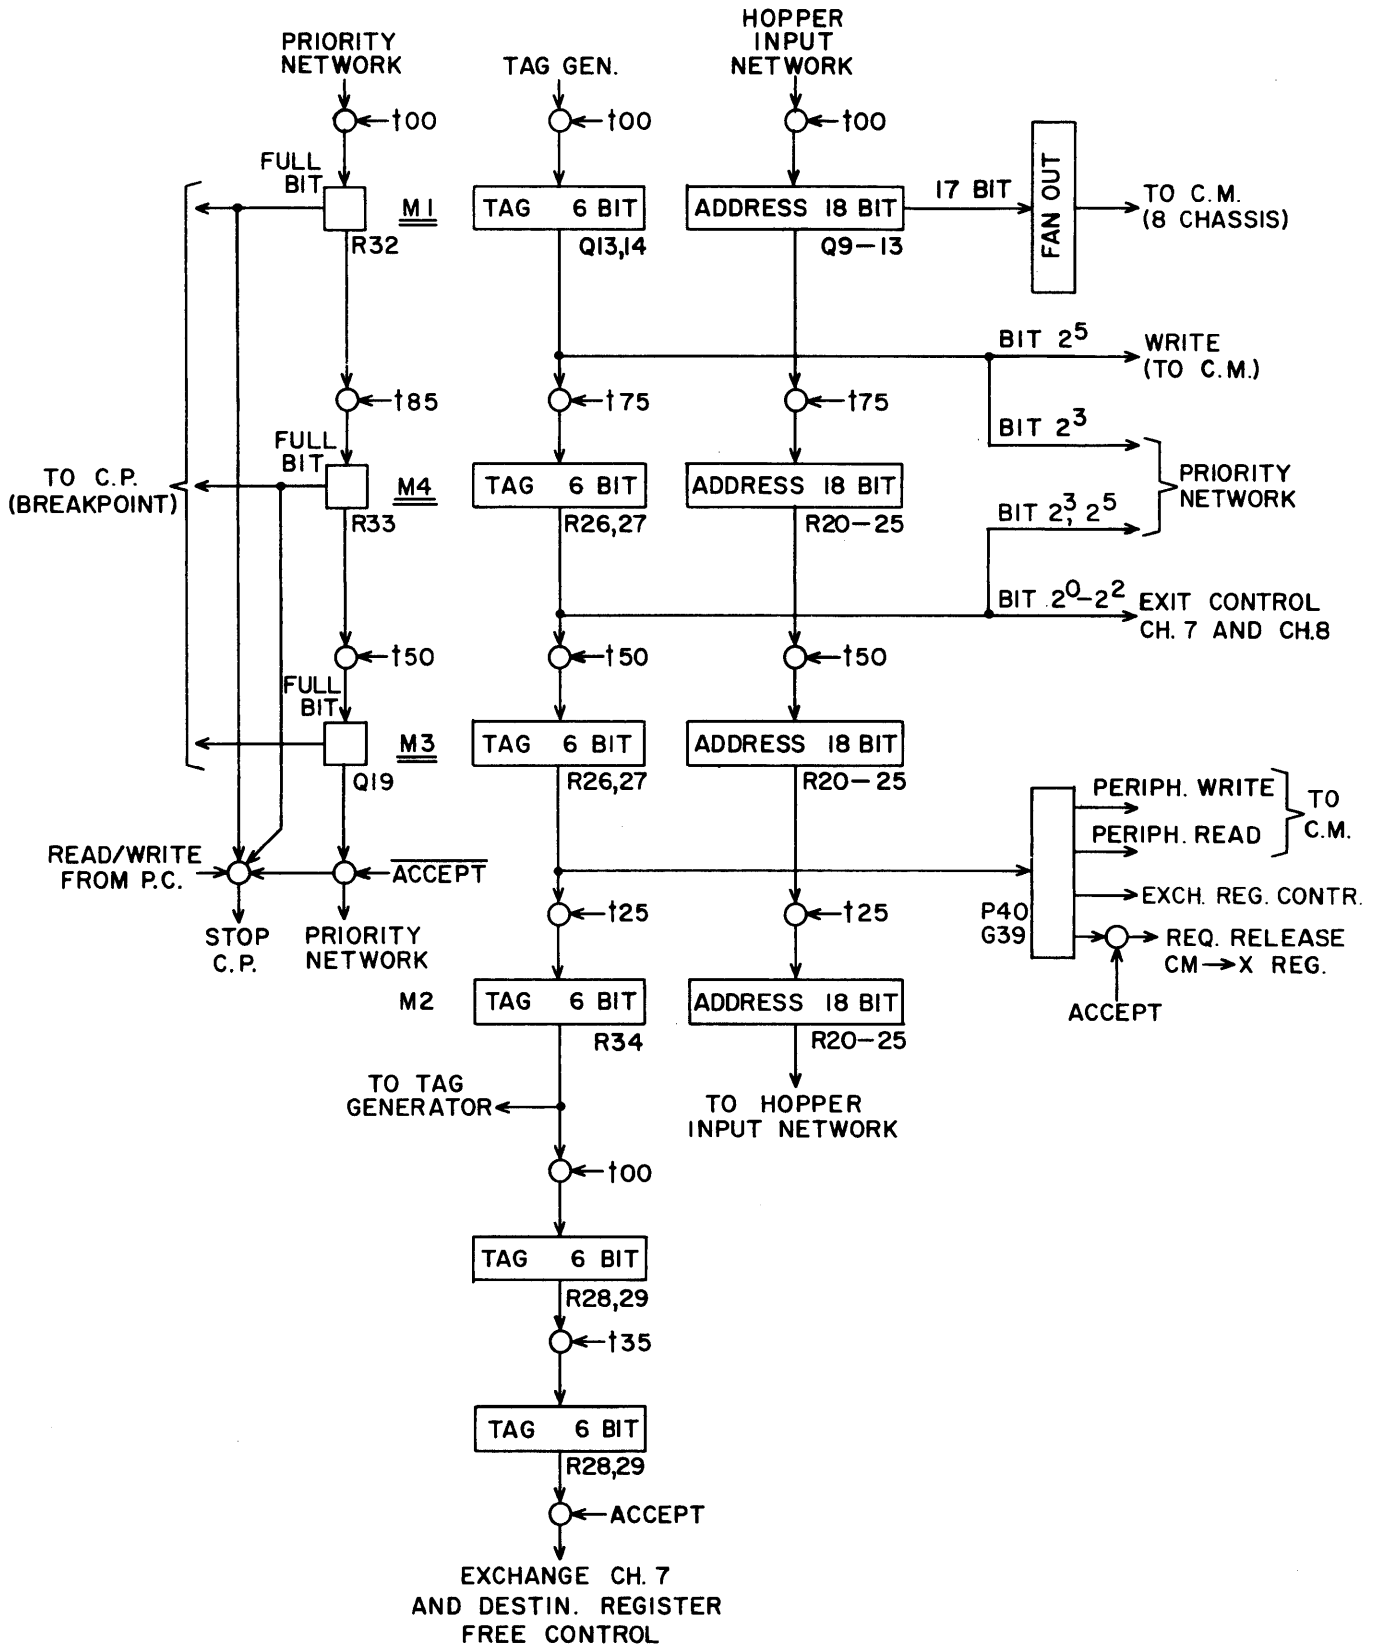 HOPPER
INPUT
NETWORK
PRIORITY
NETWORK
TAG GEN.
t00
t00
t00
FULL
BIT
M1
TAG 6 BIT
ADDRESS 18 BIT
17 BIT
FAN OUT
TO C.M.
(8 CHASSIS)
R32
Q13,14
Q9-13
BIT 2^5
WRITE
(TO C.M.)
t85
t75
t75
BIT 2^3
FULL
BIT
TO C.P.
(BREAKPOINT)
M4
TAG 6 BIT
ADDRESS 18 BIT
PRIORITY
NETWORK
R33
R26,27
R20-25
BIT 2^3, 2^5
BIT 2^0-2^2
EXIT CONTROL
CH. 7 AND CH.8
t50
t50
t50
FULL
BIT
M3
TAG 6 BIT
ADDRESS 18 BIT
Q19
R26,27
R20-25
PERIPH. WRITE
PERIPH. READ
TO
C.M.
READ/WRITE
FROM P.C.
ACCEPT
EXCH. REG. CONTR.
P40
G39
t25
t25
STOP
C.P.
PRIORITY
NETWORK
REQ. RELEASE
CM→X REG.
ACCEPT
M2
TAG 6 BIT
ADDRESS 18 BIT
R34
R20-25
TO TAG
GENERATOR
TO HOPPER
INPUT NETWORK
t00
TAG 6 BIT
R28,29
t35
TAG 6 BIT
R28,29
ACCEPT
EXCHANGE CH. 7
AND DESTIN. REGISTER
FREE CONTROL